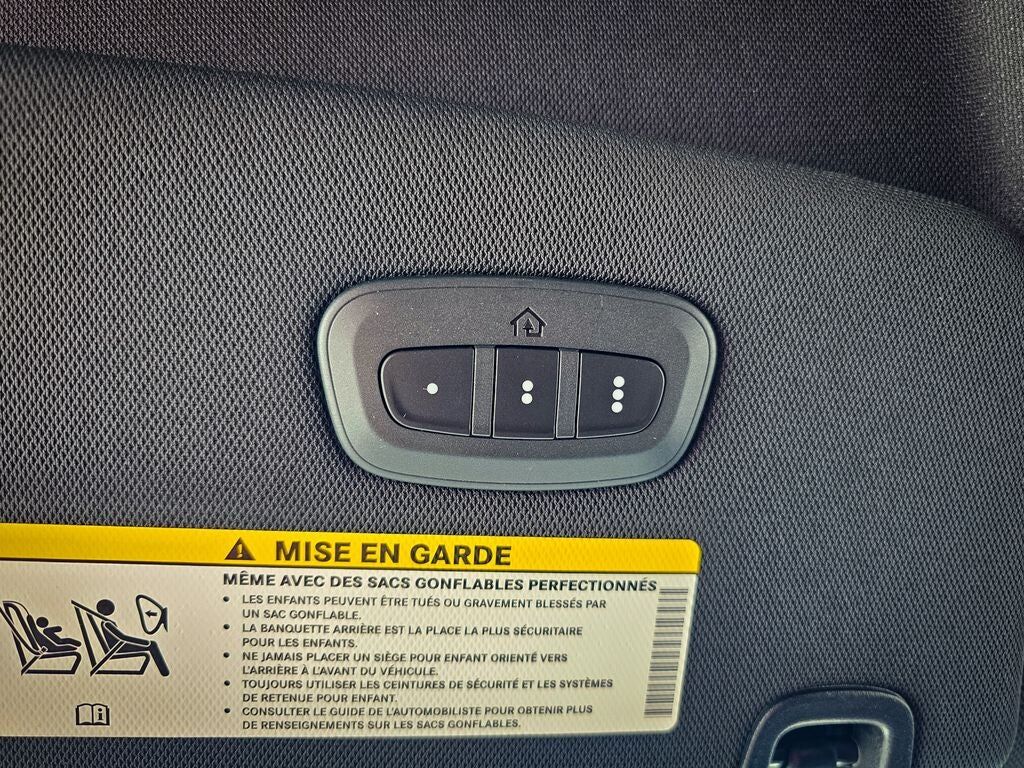 MISE EN GARDE
MÊME AVEC DES SACS GONFLABLES PERFECTIONNÉS
• LES ENFANTS PEUVENT ÊTRE TUÉS OU GRAVEMENT BLESSÉS PAR
UN SAC GONFLABLE.
• LA BANQUETTE ARRIÈRE EST LA PLACE LA PLUS SÉCURITAIRE
POUR LES ENFANTS.
• NE JAMAIS PLACER UN SIÈGE POUR ENFANT ORIENTÉ VERS
L'ARRIÈRE À L'AVANT DU VÉHICULE.
• TOUJOURS UTILISER LES CEINTURES DE SÉCURITÉ ET LES SYSTÈMES
DE RETENUE POUR ENFANT.
• CONSULTER LE GUIDE DE L'AUTOMOBILISTE POUR OBTENIR PLUS
DE RENSEIGNEMENTS SUR LES SACS GONFLABLES.